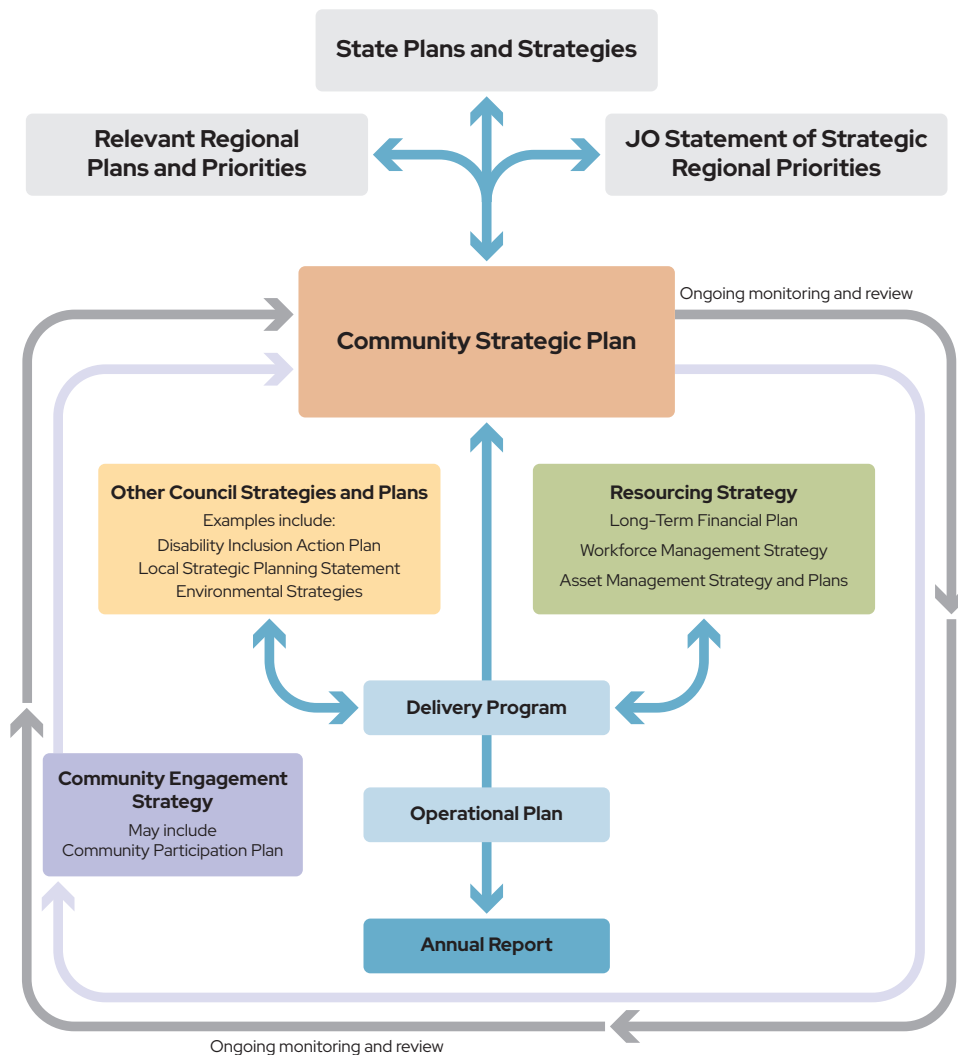 State Plans and Strategies
Relevant Regional
Plans and Priorities
JO Statement of Strategic
Regional Priorities
Community Strategic Plan
Ongoing monitoring and review
Other Council Strategies and Plans
Examples include:
Disability Inclusion Action Plan
Local Strategic Planning Statement
Environmental Strategies
Resourcing Strategy
Long-Term Financial Plan
Workforce Management Strategy
Asset Management Strategy and Plans
Delivery Program
Community Engagement
Strategy
May include
Community Participation Plan
Operational Plan
Annual Report
Ongoing monitoring and review